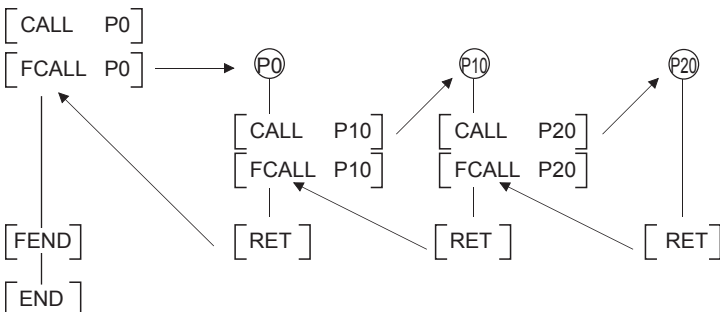 [CALL P0]
[FCALL P0]
P0
P10
P20
[CALL P10]
[CALL P20]
[FCALL P10]
[FCALL P20]
[FEND]
[RET]
[RET]
[RET]
[END]